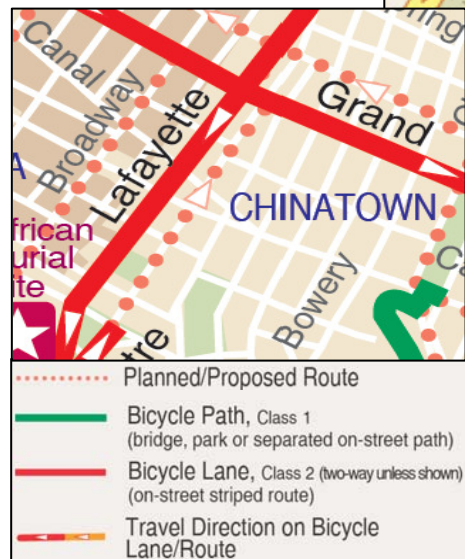 Canal
Broadway
Lafayette
Grand
CHINATOWN
frican
urial
ite
Bowery
Ca
tre
Planned/Proposed Route
Bicycle Path, Class 1
(bridge, park or separated on-street path)
Bicycle Lane, Class 2 (two-way unless shown)
(on-street striped route)
Travel Direction on Bicycle
Lane/Route